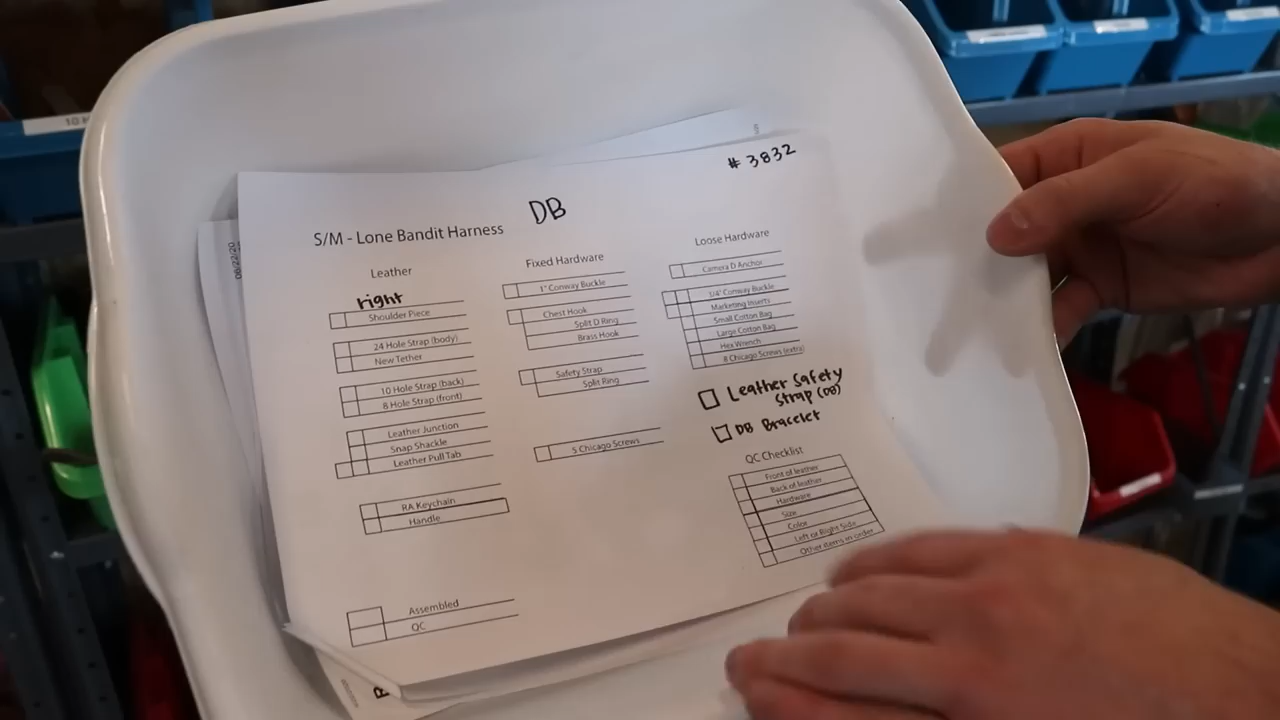 # 3832
DB
S/M - Lone Bandit Harness
Leather
right
Shoulder Piece
24 Hole Strap (body)
New Tether
10 Hole Strap (back)
8 Hole Strap (front)
Leather Junction
Snap Shackle
Leather Pull Tab
RA Keychain
Handle
Assembled
QC
Fixed Hardware
1" Conway Buckle
Chest Hook
Split D Ring
Brass Hook
Safety Strap
Split Ring
5 Chicago Screws
Loose Hardware
Camera D Anchor
1/4" Conway Buckle
Marketing Inserts
Small Cotton Bag
Large Cotton Bag
Hex Wrench
8 Chicago Screws (extra)
Leather Safety
Strap (DB)
DB Bracelet
QC Checklist
Front of leather
Back of leather
Hardware
Size
Color
Left or Right Side
Other items in order
06/22/20